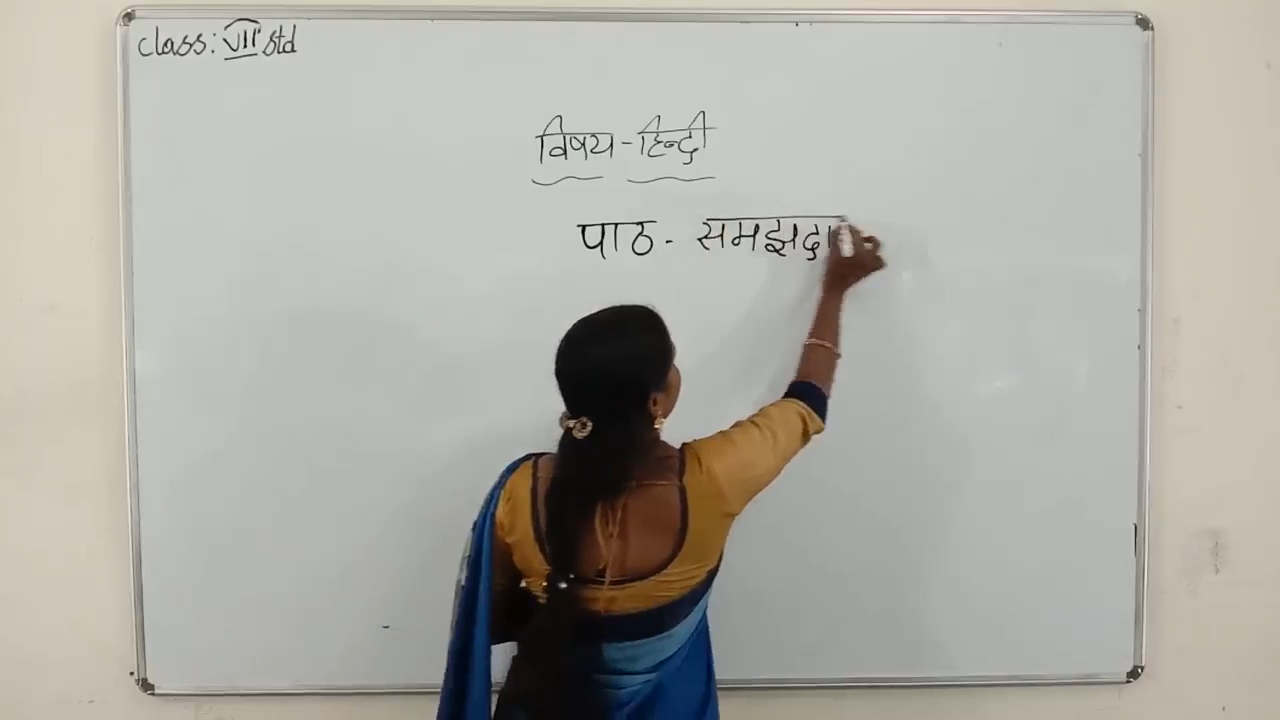 class: VII std
विषय - हिन्दी
पाठ - समझदा